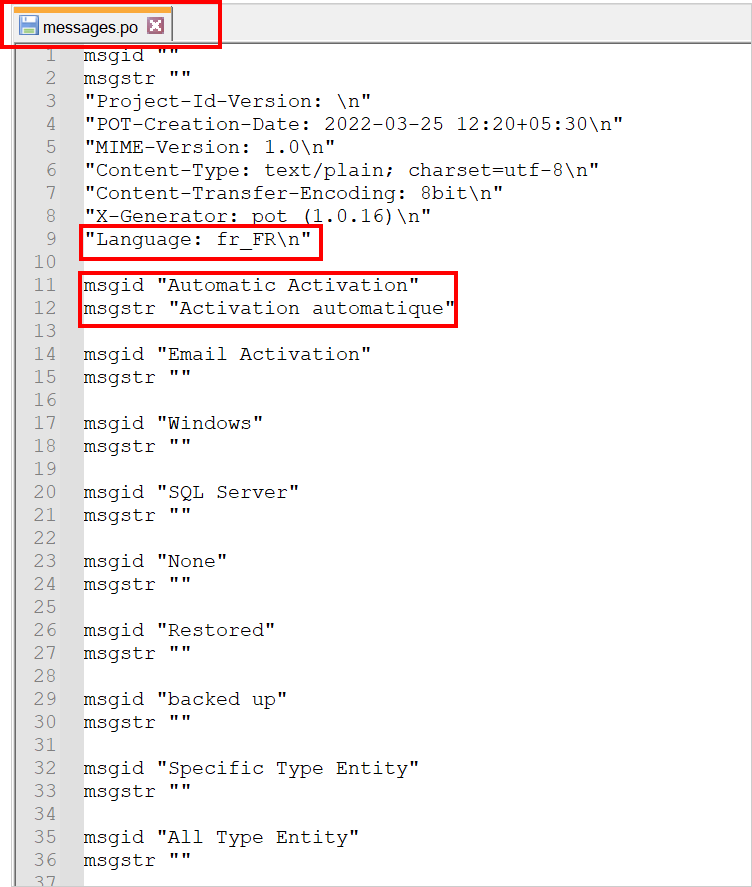 messages.po
1 msgid ""
2 msgstr ""
3 "Project-Id-Version: \n"
4 "POT-Creation-Date: 2022-03-25 12:20+05:30\n"
5 "MIME-Version: 1.0\n"
6 "Content-Type: text/plain; charset=utf-8\n"
7 "Content-Transfer-Encoding: 8bit\n"
8 "X-Generator: pot (1.0.16)\n"
9 "Language: fr_FR\n"
10
11 msgid "Automatic Activation"
12 msgstr "Activation automatique"
13
14 msgid "Email Activation"
15 msgstr ""
16
17 msgid "Windows"
18 msgstr ""
19
20 msgid "SQL Server"
21 msgstr ""
22
23 msgid "None"
24 msgstr ""
25
26 msgid "Restored"
27 msgstr ""
28
29 msgid "backed up"
30 msgstr ""
31
32 msgid "Specific Type Entity"
33 msgstr ""
34
35 msgid "All Type Entity"
36 msgstr ""
37